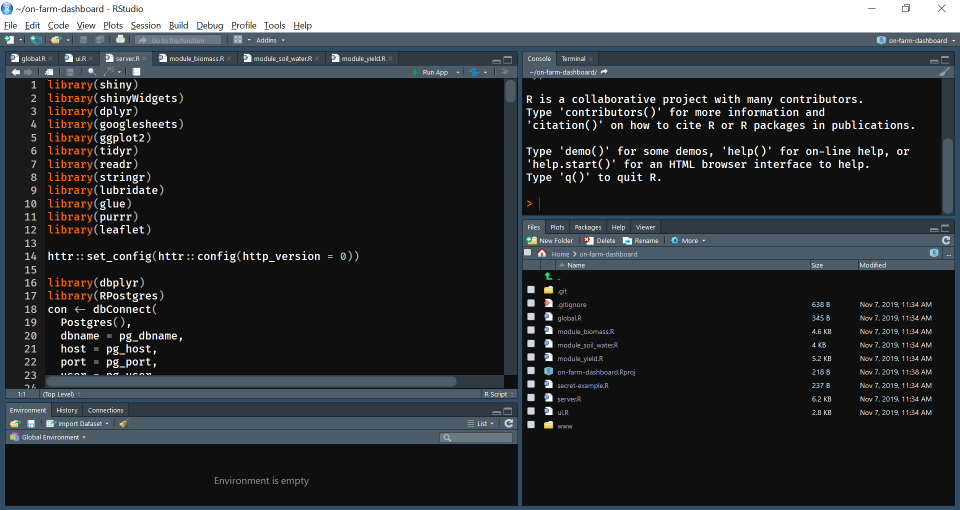 ~/on-farm-dashboard - RStudio
File Edit Code View Plots Session Build Debug Profile Tools Help
Go to file/function Addins on-farm-dashboard
global.R ui.R server.R module_biomass.R module_soil_water.R module_yield.R
Run App
1 library(shiny)
2 library(shinyWidgets)
3 library(dplyr)
4 library(googlesheets)
5 library(ggplot2)
6 library(tidyr)
7 library(readr)
8 library(stringr)
9 library(lubridate)
10 library(glue)
11 library(purrr)
12 library(leaflet)
13
14 httr::set_config(httr::config(http_version = 0))
15
16 library(dbplyr)
17 library(RPostgres)
18 con <- dbConnect(
19 Postgres(),
20 dbname = pg_dbname,
21 host = pg_host,
22 port = pg_port,
23 user = pg_user
24
1:1 (Top Level) R Script
Environment History Connections
Import Dataset List
Global Environment
Environment is empty
Console Terminal
~/on-farm-dashboard/
R is a collaborative project with many contributors.
Type 'contributors()' for more information and
'citation()' on how to cite R or R packages in publications.
Type 'demo()' for some demos, 'help()' for on-line help, or
'help.start()' for an HTML browser interface to help.
Type 'q()' to quit R.
>
Files Plots Packages Help Viewer
New Folder Delete Rename More
Home on-farm-dashboard ...
Name Size Modified
..
.git
.gitignore 638 B Nov 7, 2019, 11:34 AM
global.R 345 B Nov 7, 2019, 11:34 AM
module_biomass.R 4.6 KB Nov 7, 2019, 11:34 AM
module_soil_water.R 4 KB Nov 7, 2019, 11:34 AM
module_yield.R 5.2 KB Nov 7, 2019, 11:34 AM
on-farm-dashboard.Rproj 218 B Nov 7, 2019, 11:38 AM
secret-example.R 237 B Nov 7, 2019, 11:34 AM
server.R 6.2 KB Nov 7, 2019, 11:34 AM
ui.R 2.8 KB Nov 7, 2019, 11:34 AM
www